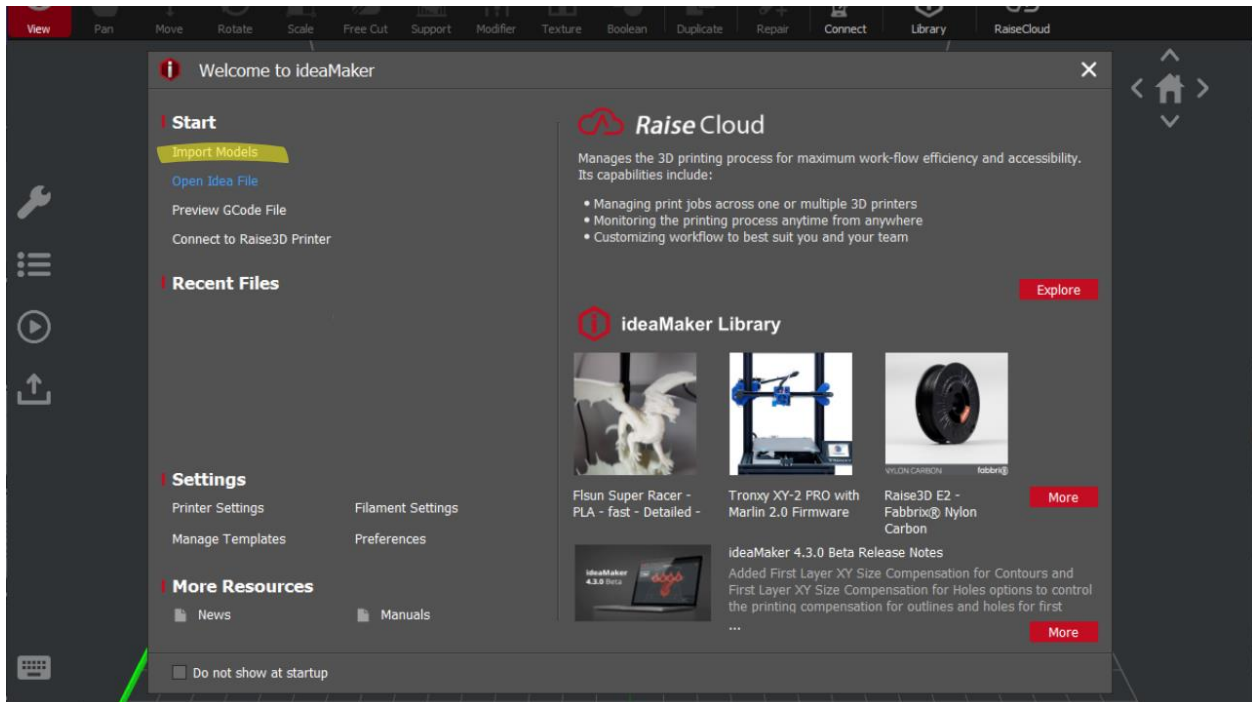 View Pan Move Rotate Scale Free Cut Support Modifier Texture Boolean Duplicate Repair Connect Library RaiseCloud
Welcome to ideaMaker
Start
Import Models
Open Idea File
Preview GCode File
Connect to Raise3D Printer
Recent Files
Settings
Printer Settings Filament Settings
Manage Templates Preferences
More Resources
News Manuals
Do not show at startup
Raise Cloud
Manages the 3D printing process for maximum work-flow efficiency and accessibility.
Its capabilities include:
• Managing print jobs across one or multiple 3D printers
• Monitoring the printing process anytime from anywhere
• Customizing workflow to best suit you and your team
Explore
ideaMaker Library
NYLON CARBON fabbrix®
Flsun Super Racer -
PLA - fast - Detailed -
Tronxy XY-2 PRO with
Marlin 2.0 Firmware
Raise3D E2 -
Fabbrix® Nylon
Carbon
More
ideaMaker
4.3.0 Beta
ideaMaker 4.3.0 Beta Release Notes
Added First Layer XY Size Compensation for Contours and
First Layer XY Size Compensation for Holes options to control
the printing compensation for outlines and holes for first
...
More